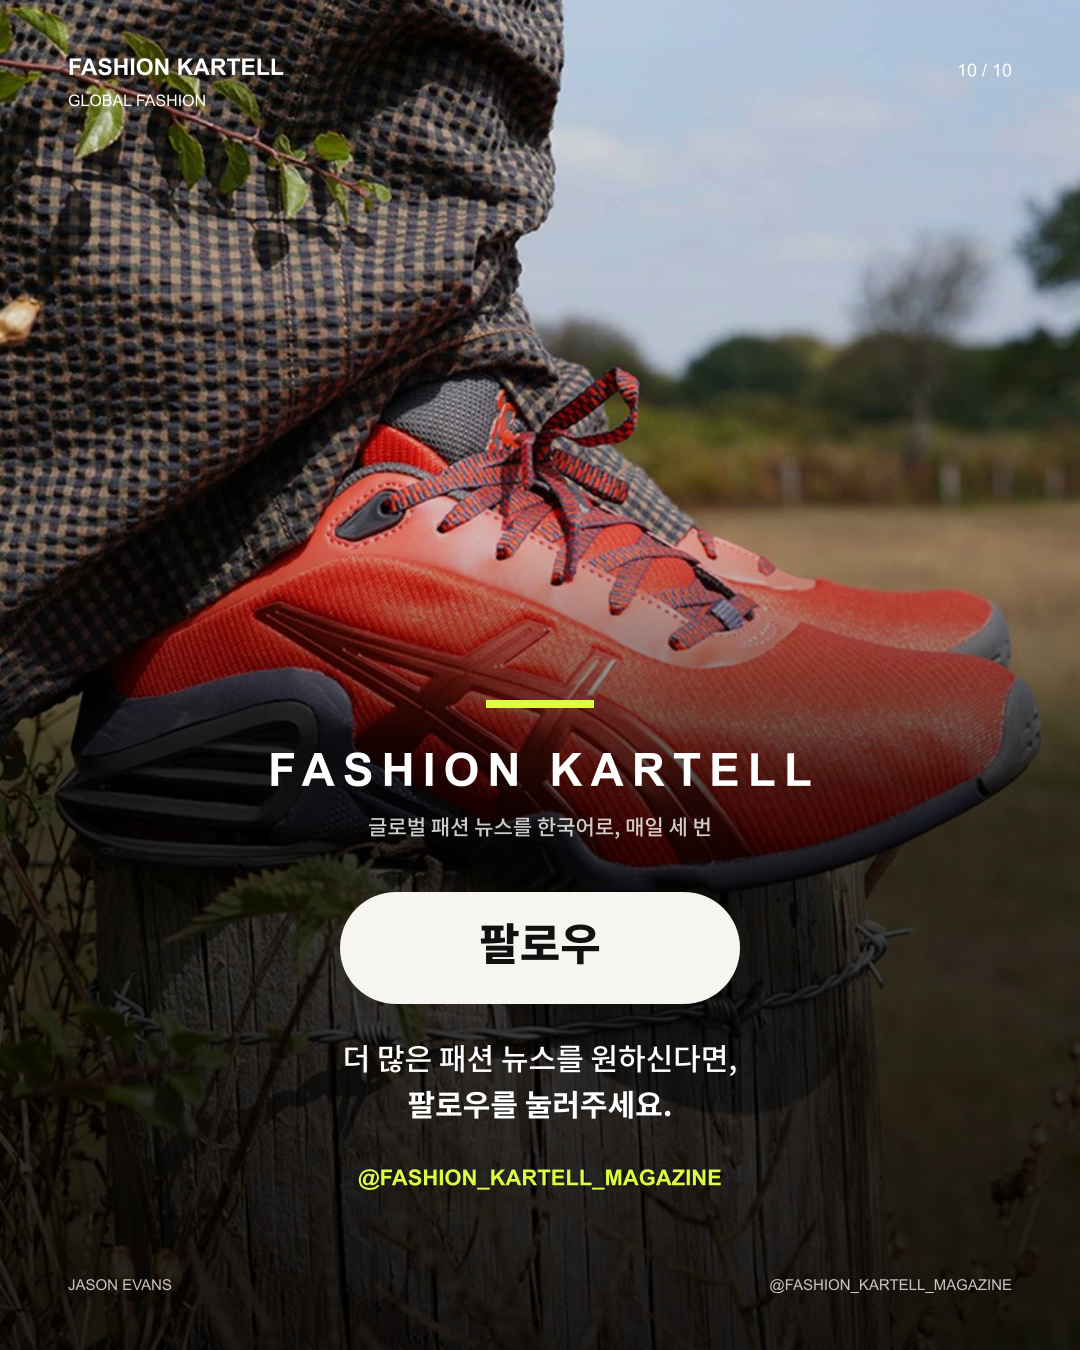 FASHION KARTELL
10 / 10
GLOBAL FASHION
FASHION KARTELL
글로벌 패션 뉴스를 한국어로, 매일 세 번
팔로우
더 많은 패션 뉴스를 원하신다면,
팔로우를 눌러주세요.
@FASHION_KARTELL_MAGAZINE
JASON EVANS
@FASHION_KARTELL_MAGAZINE